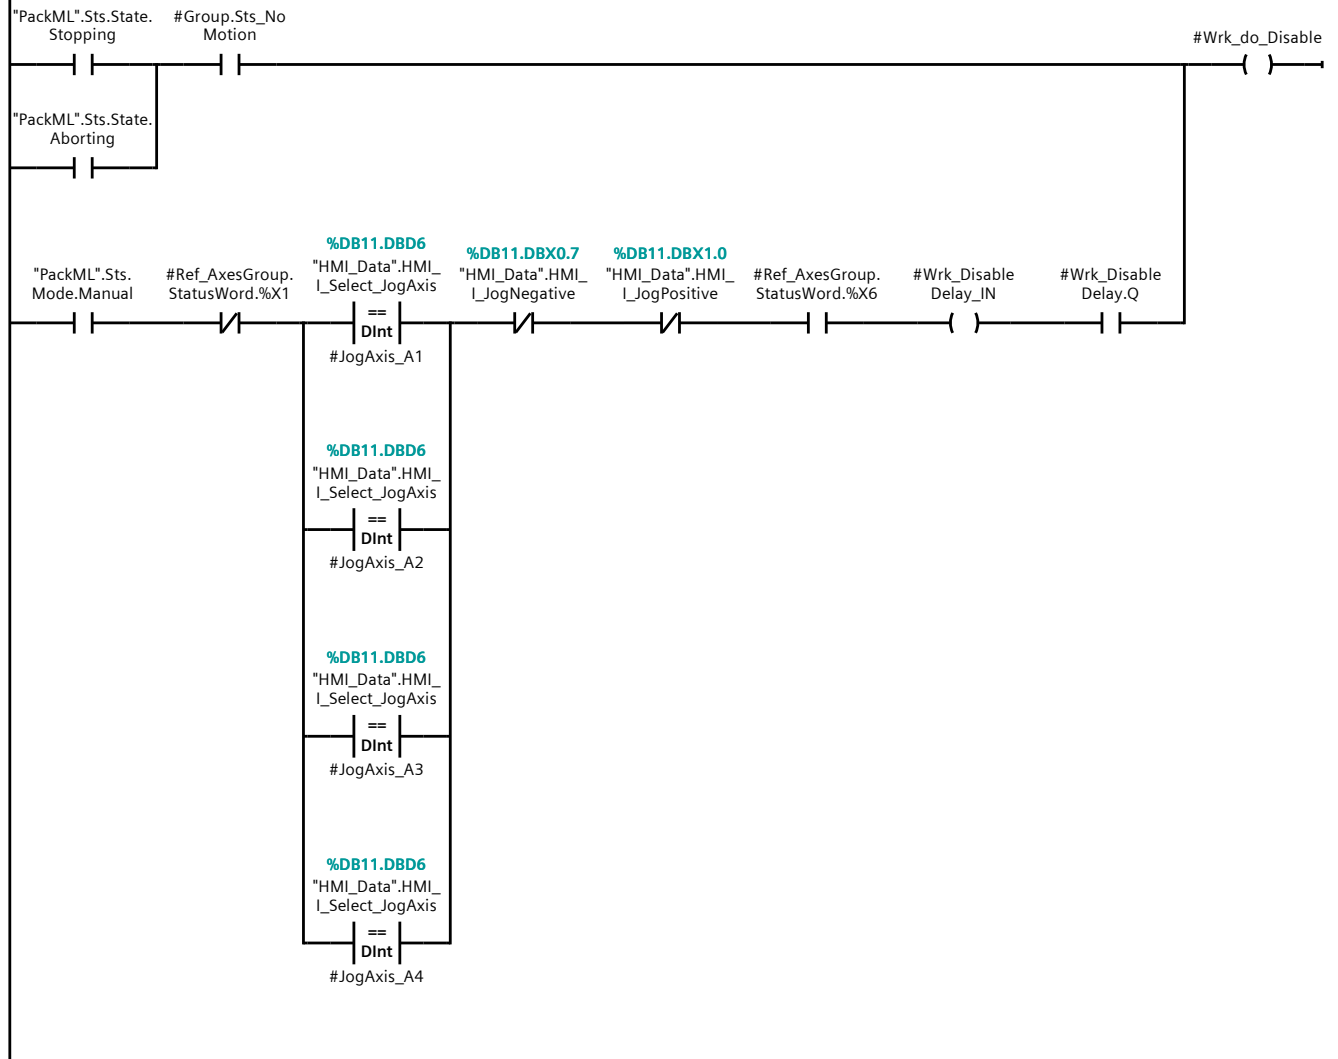 "PackML".Sts.State.
Stopping
#Group.Sts_No
Motion
#Wrk_do_Disable
"PackML".Sts.State.
Aborting
"PackML".Sts.
Mode.Manual
#Ref_AxesGroup.
StatusWord.%X1
%DB11.DBD6
"HMI_Data".HMI_
I_Select_JogAxis
==
DInt
#JogAxis_A1
%DB11.DBX0.7
"HMI_Data".HMI_
I_JogNegative
%DB11.DBX1.0
"HMI_Data".HMI_
I_JogPositive
#Ref_AxesGroup.
StatusWord.%X6
#Wrk_Disable
Delay_IN
#Wrk_Disable
Delay.Q
%DB11.DBD6
"HMI_Data".HMI_
I_Select_JogAxis
==
DInt
#JogAxis_A2
%DB11.DBD6
"HMI_Data".HMI_
I_Select_JogAxis
==
DInt
#JogAxis_A3
%DB11.DBD6
"HMI_Data".HMI_
I_Select_JogAxis
==
DInt
#JogAxis_A4